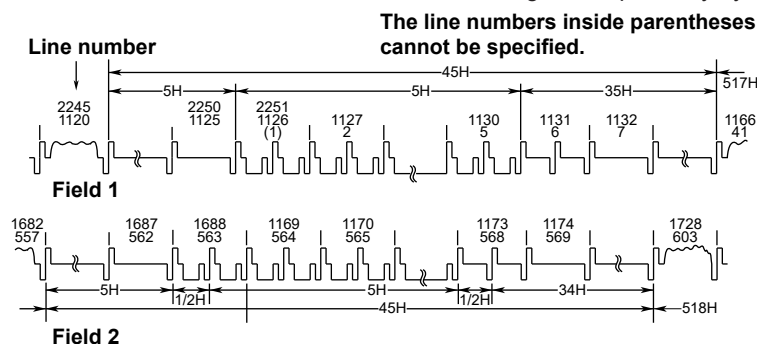 The line numbers inside parentheses
cannot be specified.
Line number
45H
517H
5H 5H 35H
2245 2250 2251 1127 1130 1131 1132 1166
1120 1125 1126 2 5 6 7 41
(1)
Field 1
1682 1687 1688 1169 1170 1173 1174 1728
557 562 563 564 565 568 569 603
5H 1/2H 5H 1/2H 34H
45H 518H
Field 2